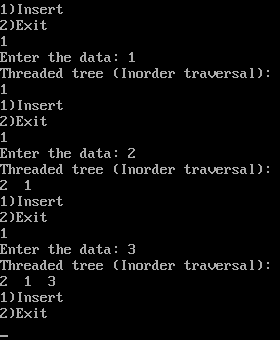 1)Insert
2)Exit
1
Enter the data: 1
Threaded tree (Inorder traversal):
1
1)Insert
2)Exit
1
Enter the data: 2
Threaded tree (Inorder traversal):
2  1
1)Insert
2)Exit
1
Enter the data: 3
Threaded tree (Inorder traversal):
2  1  3
1)Insert
2)Exit
_